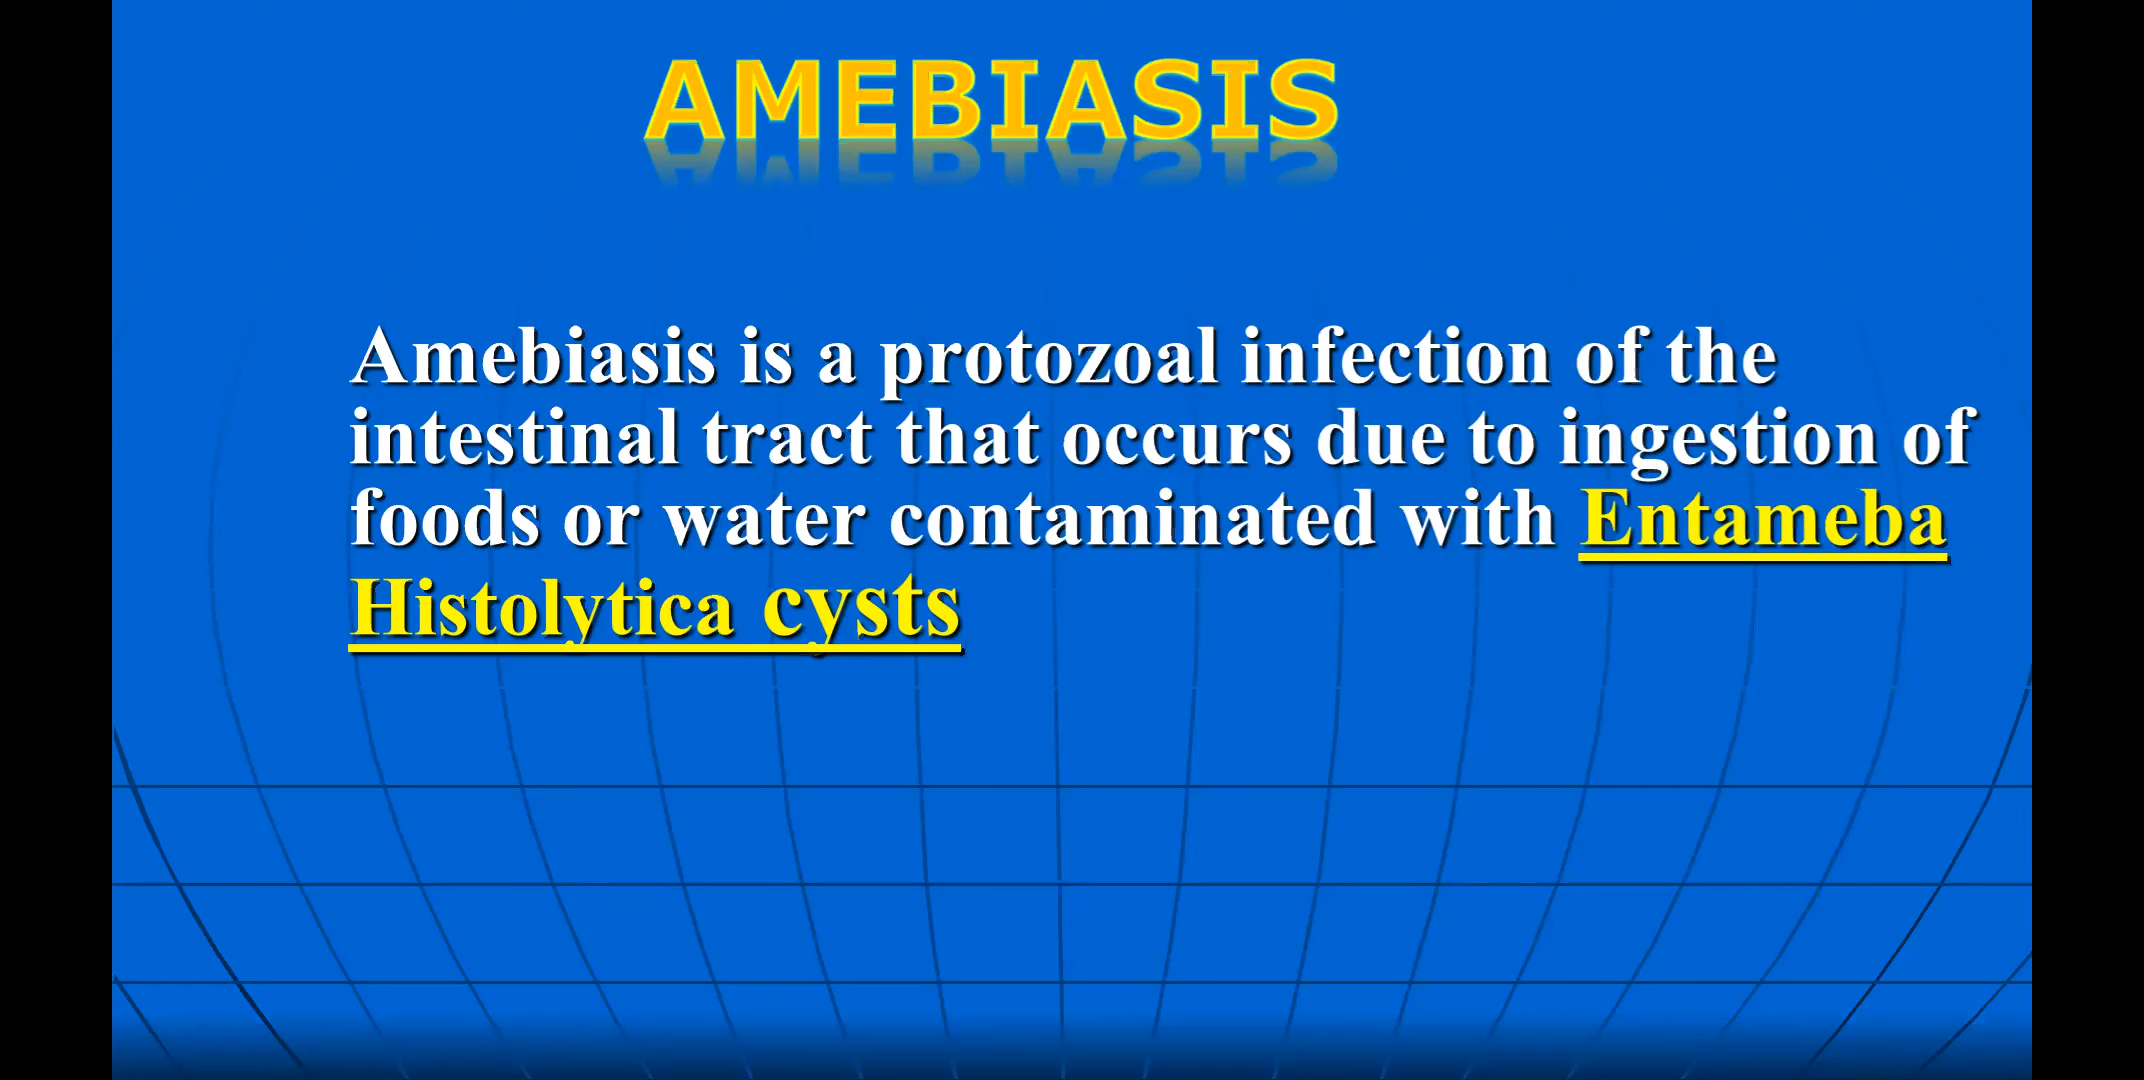 AMEBIASIS
Amebiasis is a protozoal infection of the
intestinal tract that occurs due to ingestion of
foods or water contaminated with Entameba
Histolytica cysts